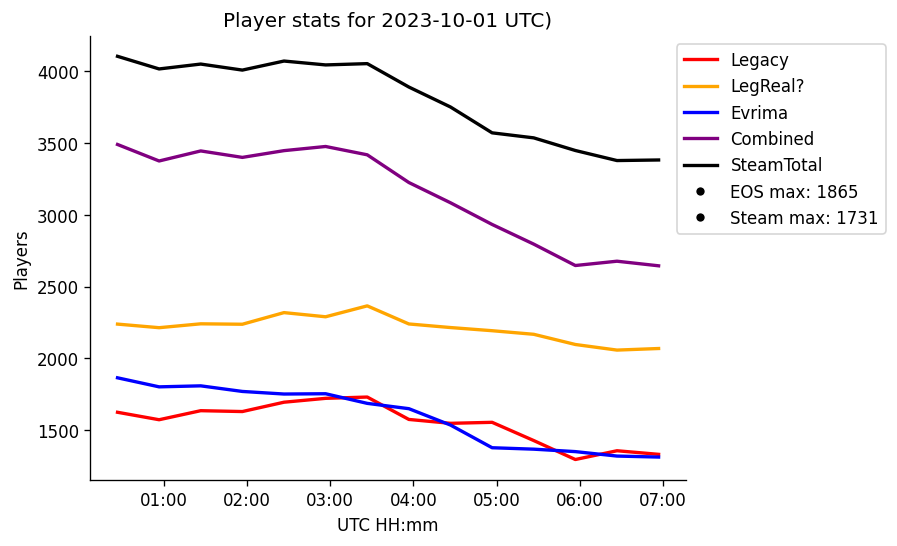 Player stats for 2023-10-01 UTC)
Legacy
LegReal?
Evrima
Combined
SteamTotal
EOS max: 1865
Steam max: 1731
Players
4000
3500
3000
2500
2000
1500
01:00 02:00 03:00 04:00 05:00 06:00 07:00
UTC HH:mm